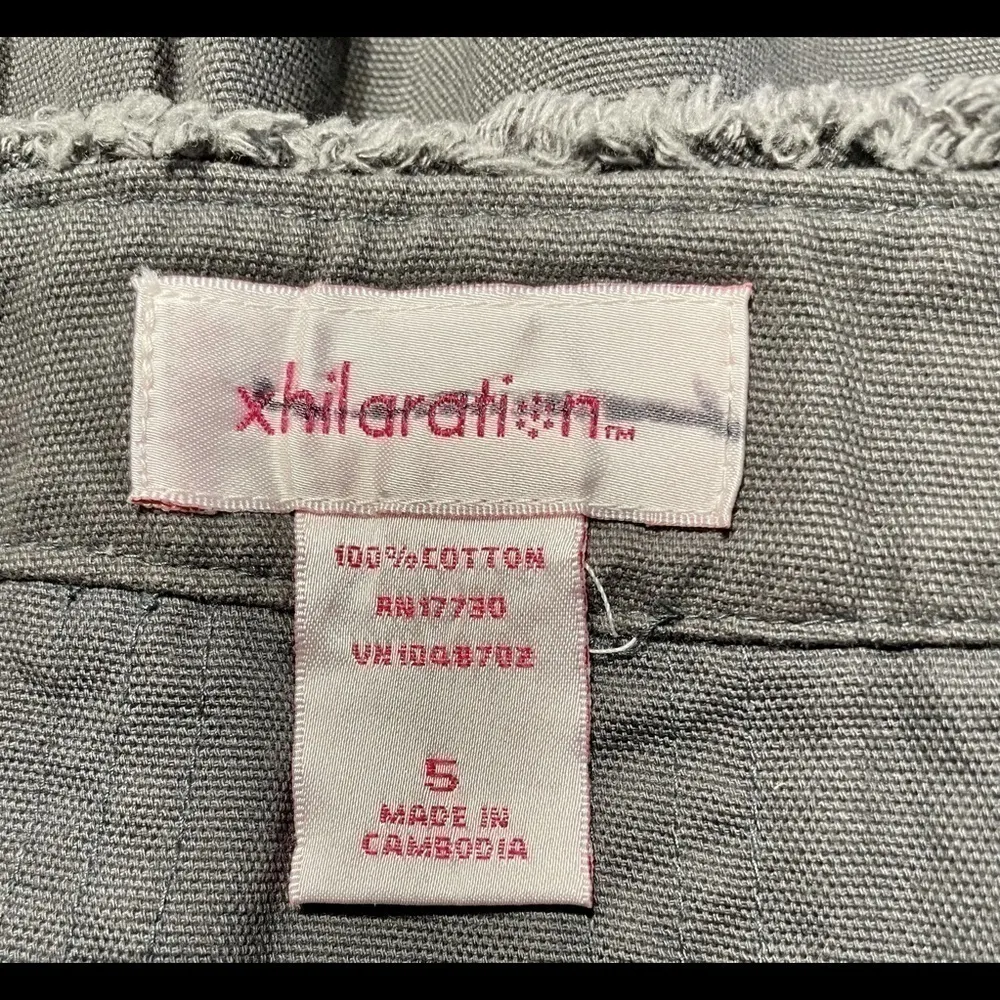 xhilaration™
100% COTTON
RN17730
VN1048702
5
MADE IN
CAMBODIA